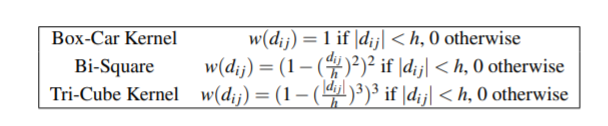 Box-Car Kernel w(d_{ij}) = 1 if |d_{ij}| < h, 0 otherwise
Bi-Square w(d_{ij}) = (1 − (\frac{d_{ij}}{h})^2)^2 if |d_{ij}| < h, 0 otherwise
Tri-Cube Kernel w(d_{ij}) = (1 − (\frac{|d_{ij}|}{h})^3)^3 if |d_{ij}| < h, 0 otherwise